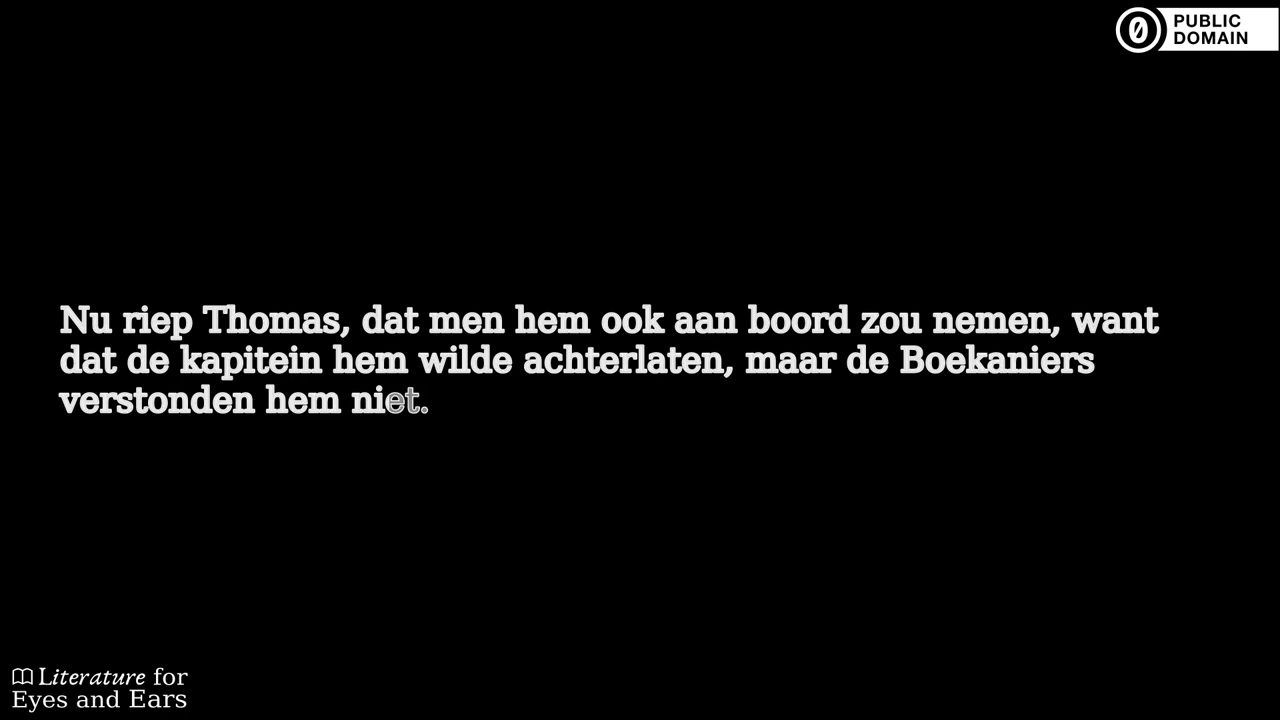 PUBLIC
DOMAIN
Nu riep Thomas, dat men hem ook aan boord zou nemen, want
dat de kapitein hem wilde achterlaten, maar de Boekaniers
verstonden hem niet.
Literature for
Eyes and Ears